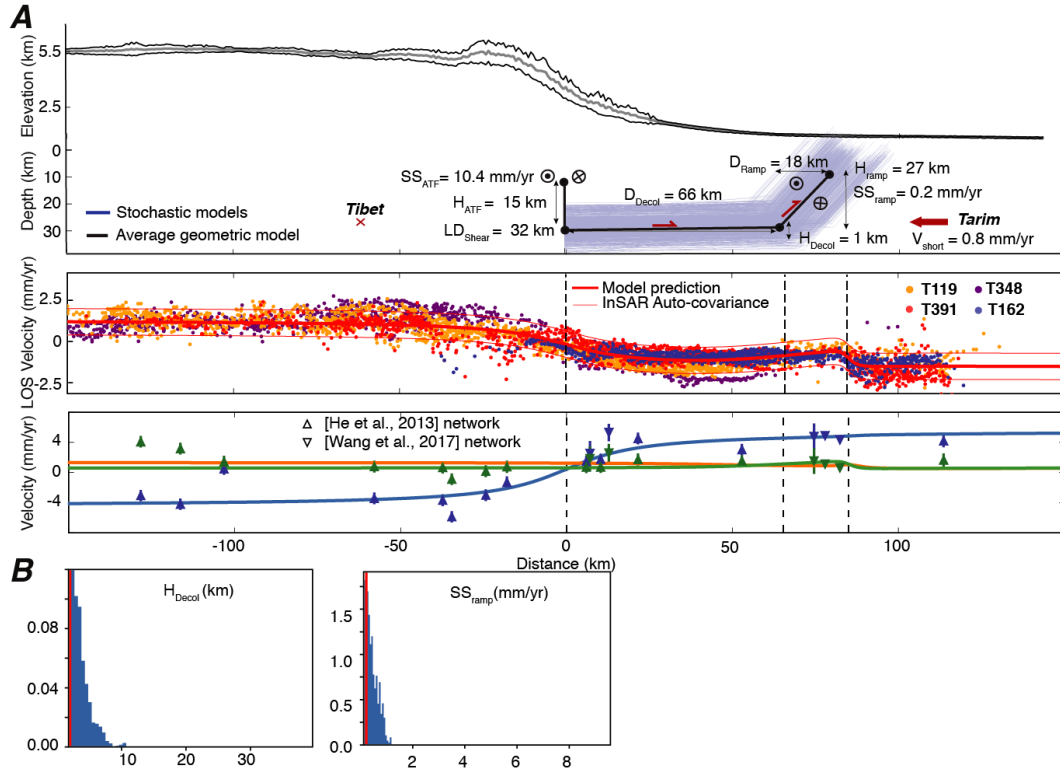 A
Elevation (km)
5.5
2.5
0
Depth (km)
0
10
20
30
Stochastic models
Average geometric model
Tibet
SS_ATF = 10.4 mm/yr
H_ATF = 15 km
LD_Shear = 32 km
D_Decol = 66 km
D_Ramp = 18 km
H_ramp = 27 km
SS_ramp = 0.2 mm/yr
H_Decol = 1 km
Tarim
V_short = 0.8 mm/yr
LOS Velocity (mm/yr)
2.5
0
-2.5
Model prediction
InSAR Auto-covariance
T119
T348
T391
T162
Velocity (mm/yr)
4
0
-4
[He et al., 2013] network
[Wang et al., 2017] network
-100
-50
0
50
100
Distance (km)
B
H_Decol (km)
0.08
0.04
0.00
10
20
30
SS_ramp (mm/yr)
1.5
1.0
0.5
0.0
2
4
6
8